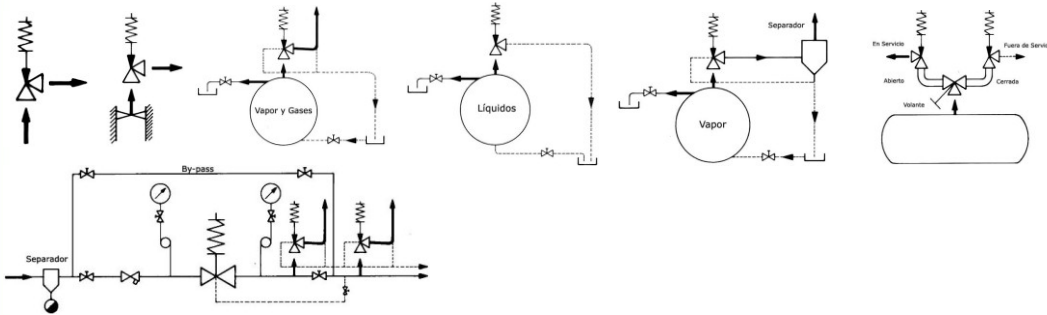 Vapor y Gases
Líquidos
Separador
Vapor
En Servicio
Fuera de Servicio
Abierto
Cerrada
Volante
By-pass
Separador